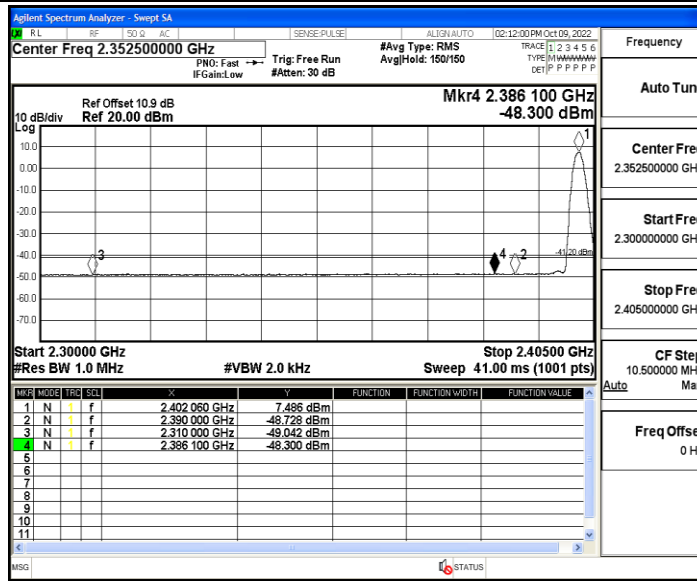 Agilent Spectrum Analyzer - Swept SA
RL RF 50 Ω AC SENSE:PULSE ALIGN AUTO 02:12:00 PM Oct 09, 2022
Center Freq 2.352500000 GHz
PNO: Fast
IFGain:Low
Trig: Free Run
#Atten: 30 dB
#Avg Type: RMS
Avg|Hold: 150/150
TRACE 1 2 3 4 5 6
TYPE M
DET P P P P P P
Ref Offset 10.9 dB
Ref 20.00 dBm
10 dB/div
Log
Mkr4 2.386 100 GHz
-48.300 dBm
10.0
0.00
-10.0
-20.0
-30.0
-40.0
-50.0
-60.0
-70.0
1
3
4
2
-41.20 dBm
Start 2.30000 GHz Stop 2.40500 GHz
#Res BW 1.0 MHz #VBW 2.0 kHz Sweep 41.00 ms (1001 pts)
MKR MODE TRC SCL X Y FUNCTION FUNCTION WIDTH FUNCTION VALUE
1 N 1 f 2.402 060 GHz 7.486 dBm
2 N 1 f 2.390 000 GHz -48.728 dBm
3 N 1 f 2.310 000 GHz -49.042 dBm
4 N 1 f 2.386 100 GHz -48.300 dBm
5
6
7
8
9
10
11
MSG STATUS
Frequency
Auto Tun
Center Fre
2.352500000 GH
Start Fre
2.300000000 GH
Stop Fre
2.405000000 GH
CF Step
10.500000 MH
Auto Ma
Freq Offse
0 H